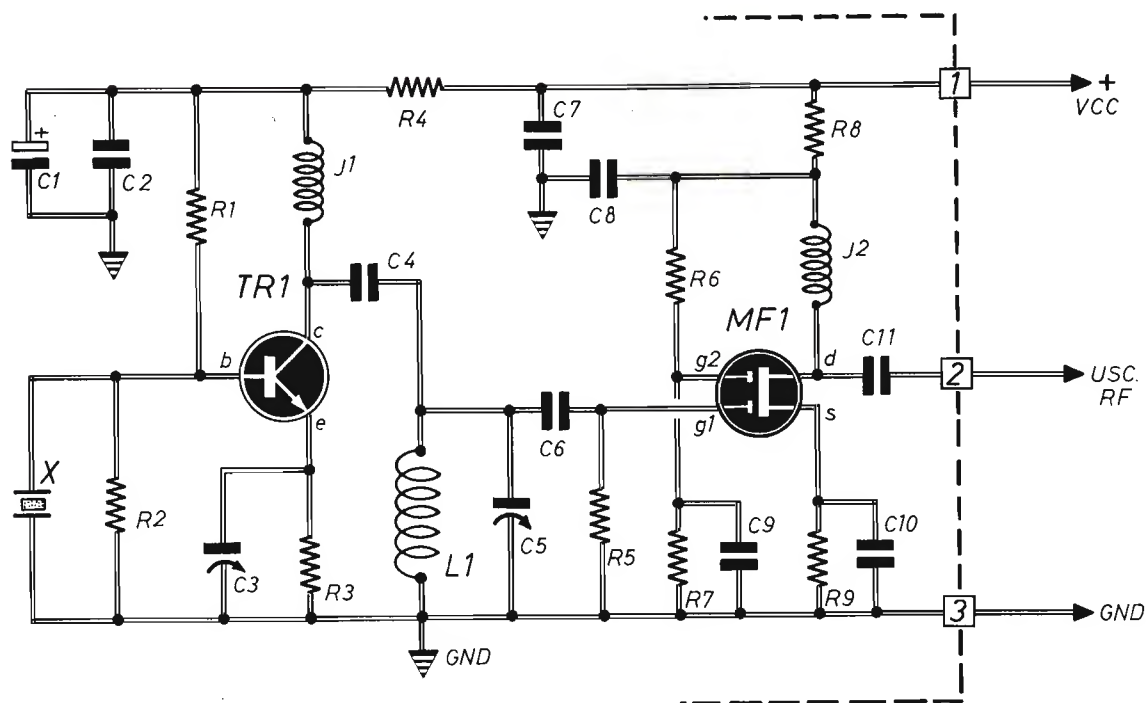 1
+
VCC
R4
C7
R8
+
C1
C2
J1
R1
C8
J2
R6
C4
TR1
MF1
c
b
e
g2
d
C11
2
USC.
RF
g1
s
C6
X
R2
C3
R3
L1
C5
R5
C9
C10
R7
R9
3
GND
GND